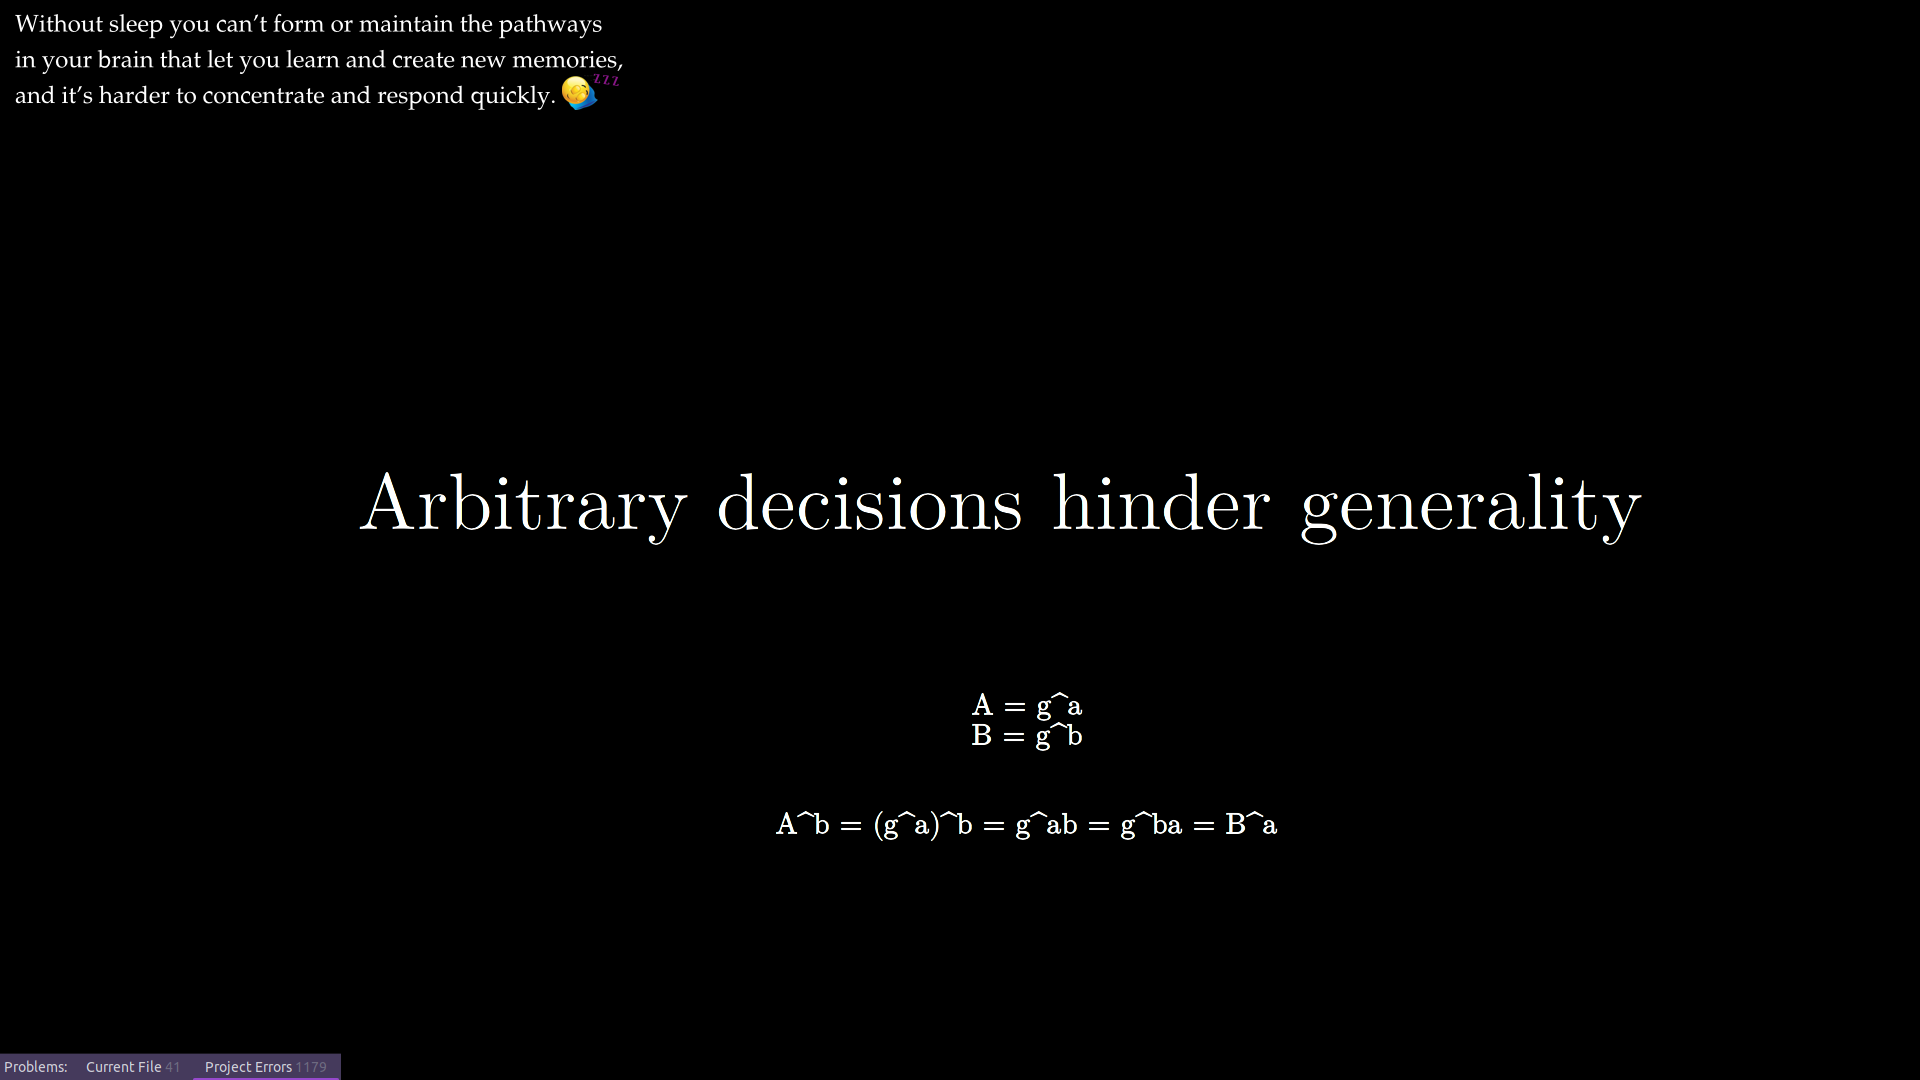 Without sleep you can’t form or maintain the pathways
in your brain that let you learn and create new memories,
and it’s harder to concentrate and respond quickly. 😴 zzz
Arbitrary decisions hinder generality
A = g^a
B = g^b
A^b = (g^a)^b = g^ab = g^ba = B^a
Problems: Current File 41 Project Errors 1179